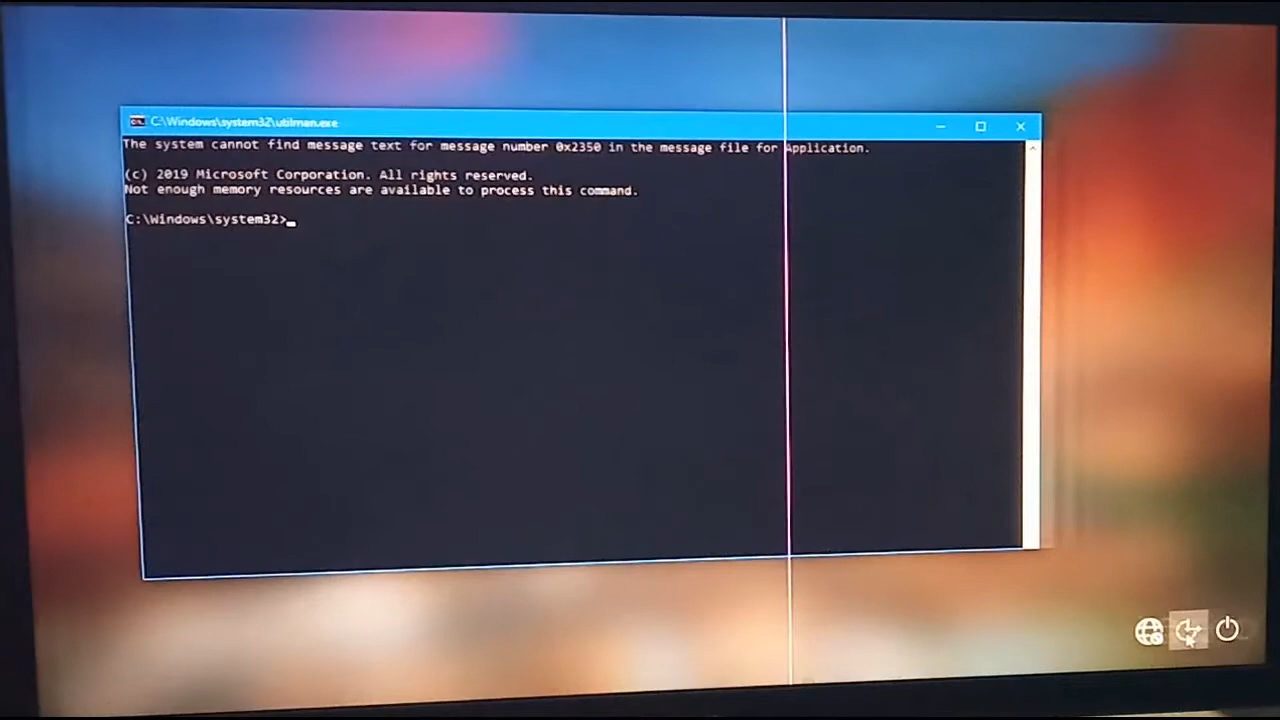 C:\Windows\system32\utilman.exe
The system cannot find message text for message number 0x2350 in the message file for Application.
(c) 2019 Microsoft Corporation. All rights reserved.
Not enough memory resources are available to process this command.
C:\Windows\system32>